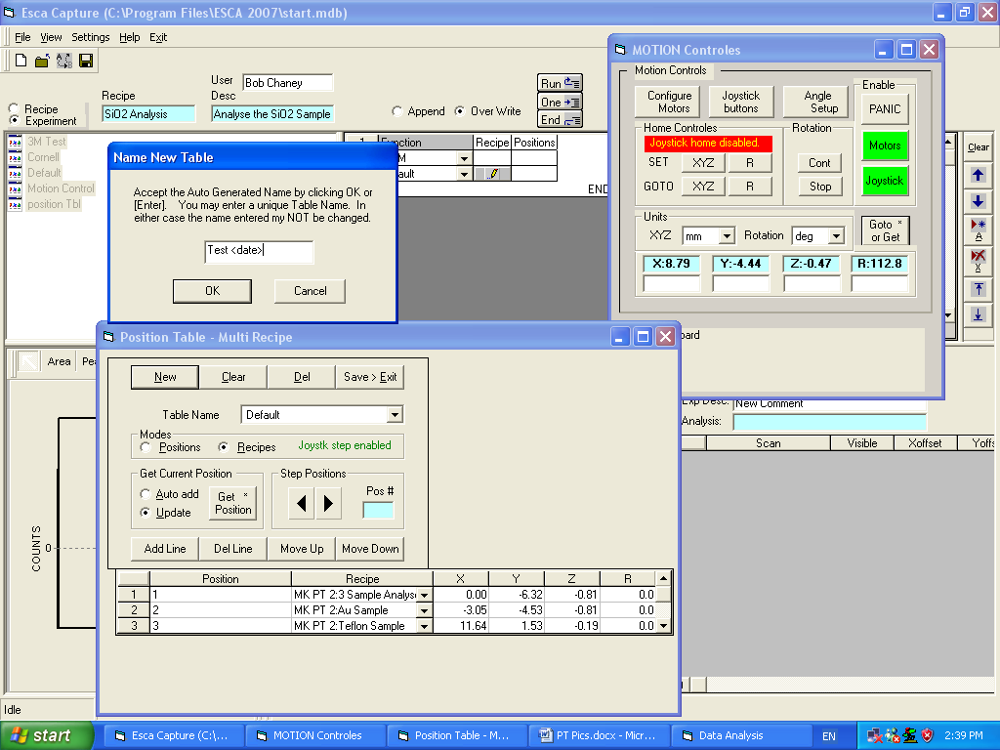 Esca Capture (C:\Program Files\ESCA 2007\start.mdb)
File View Settings Help Exit
Recipe
Experiment
Recipe
SiO2 Analysis
User Bob Chaney
Desc
Analyse the SiO2 Sample
Append Over Write
Run
One
End
3M Test
Cornell
Default
Motion Control
position Tbl
Function Recipe Positions
END
Name New Table
Accept the Auto Generated Name by clicking OK or
[Enter]. You may enter a unique Table Name. In
either case the name entered my NOT be changed.
Test <date>
OK Cancel
MOTION Controles
Motion Controls
Configure
Motors
Joystick
buttons
Angle
Setup
Enable
PANIC
Motors
Joystick
Home Controles
Joystick home disabled.
SET XYZ R
GOTO XYZ R
Rotation
Cont
Stop
Units
XYZ mm Rotation deg
Goto ×
or Get
X:8.79 Y:-4.44 Z:-0.47 R:112.8
Clear
A
X
Position Table - Multi Recipe
New Clear Del Save > Exit
Table Name Default
Modes
Positions Recipes Joystk step enabled
Get Current Position
Auto add
Update
Get ×
Position
Step Positions
Pos #
Add Line Del Line Move Up Move Down
Position Recipe X Y Z R
1 1 MK PT 2:3 Sample Analys 0.00 -6.32 -0.81 0.0
2 2 MK PT 2:Au Sample -3.05 -4.53 -0.81 0.0
3 3 MK PT 2:Teflon Sample 11.64 1.53 -0.19 0.0
Area
COUNTS
0
New Comment
Analysis:
Scan Visible Xoffset Yoffs
Idle
start
Esca Capture (C:\...
MOTION Controles
Position Table - M...
PT Pics.docx - Micr...
Data Analysis
EN
2:39 PM